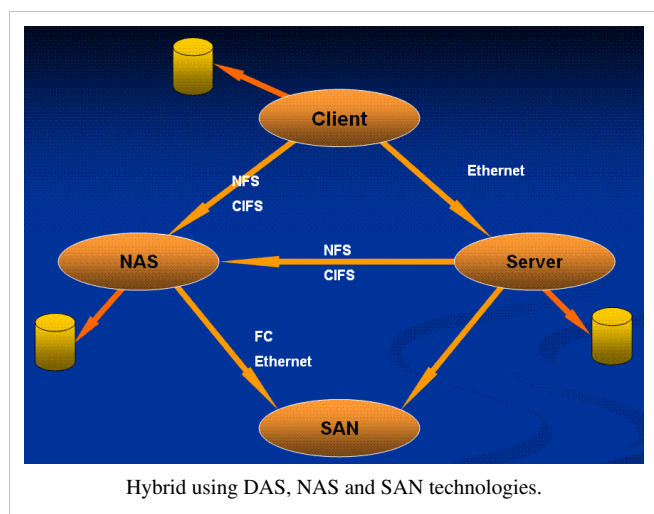 Client
Ethernet
NFS
CIFS
NAS
NFS
CIFS
Server
FC
Ethernet
SAN
Hybrid using DAS, NAS and SAN technologies.